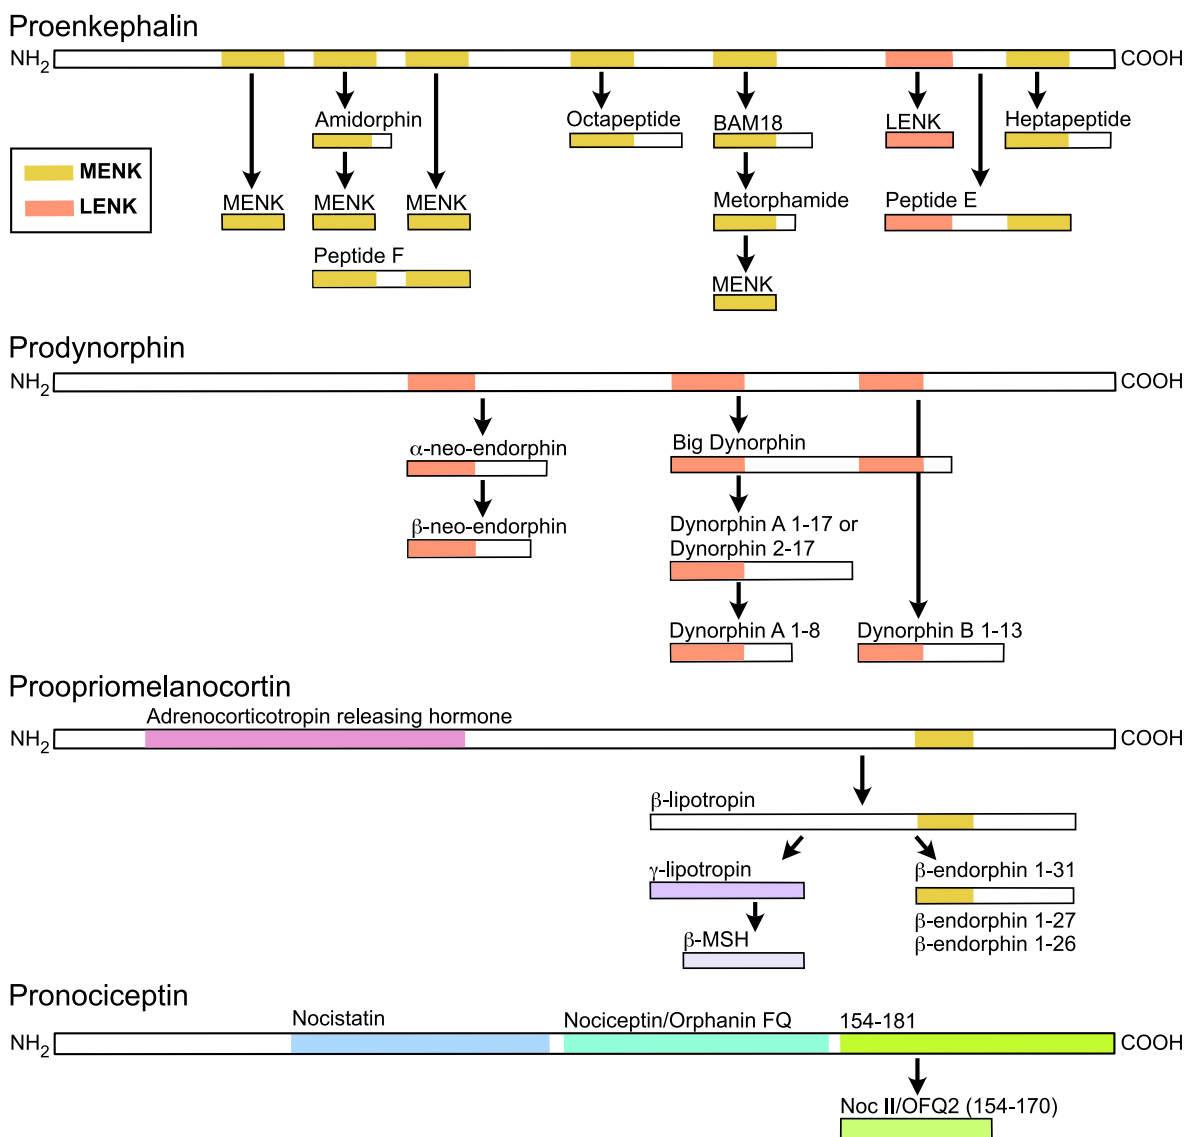 Proenkephalin
NH2 COOH
Amidorphin Octapeptide BAM18 LENK Heptapeptide
MENK
LENK
MENK MENK MENK Metorphamide Peptide E
Peptide F
MENK
Prodynorphin
NH2 COOH
α-neo-endorphin Big Dynorphin
β-neo-endorphin
Dynorphin A 1-17 or
Dynorphin 2-17
Dynorphin A 1-8 Dynorphin B 1-13
Proopriomelanocortin
Adrenocorticotropin releasing hormone
NH2 COOH
β-lipotropin
γ-lipotropin β-endorphin 1-31
β-MSH
β-endorphin 1-27
β-endorphin 1-26
Pronociceptin
Nocistatin Nociceptin/Orphanin FQ 154-181
NH2 COOH
Noc II/OFQ2 (154-170)